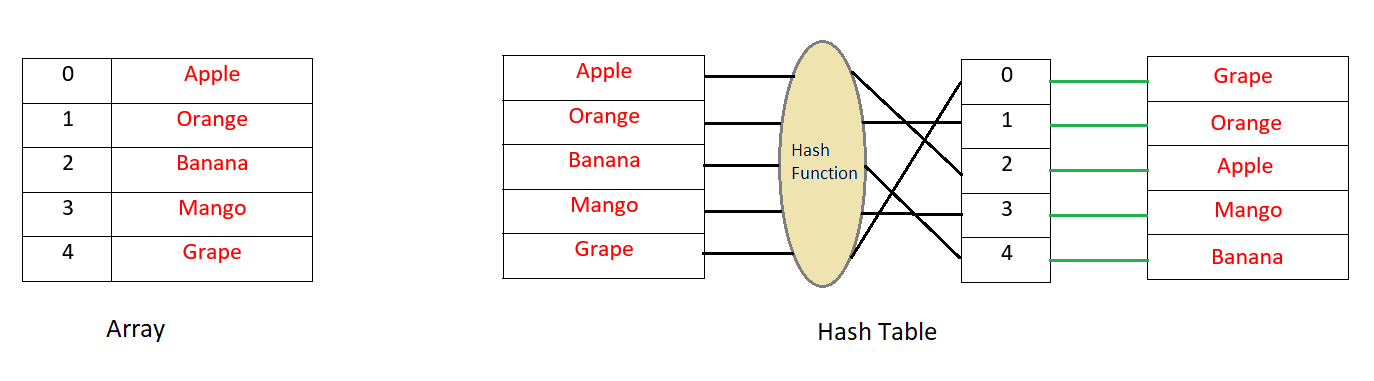 0 Apple
1 Orange
2 Banana
3 Mango
4 Grape
Array
Apple
Orange
Banana
Mango
Grape
Hash
Function
0 Grape
1 Orange
2 Apple
3 Mango
4 Banana
Hash Table